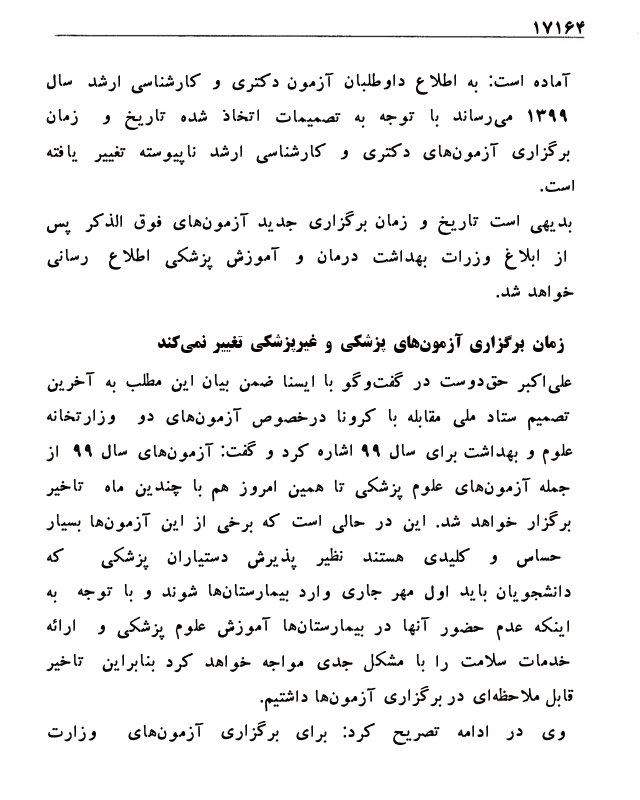 ۱۷۱۶۴
آماده است: به اطلاع داوطلبان آزمون دکتری و کارشناسی ارشد سال
۱۳۹۹ می‌رساند با توجه به تصمیمات اتخاذ شده تاریخ و زمان
برگزاری آزمون‌های دکتری و کارشناسی ارشد ناپیوسته تغییر یافته
است.
بدیهی است تاریخ و زمان برگزاری جدید آزمون‌های فوق الذکر پس
از ابلاغ وزرات بهداشت درمان و آموزش پزشکی اطلاع رسانی
خواهد شد.
زمان برگزاری آزمون‌های پزشکی و غیرپزشکی تغییر نمی‌کند
علی‌اکبر حق‌دوست در گفت‌وگو با ایسنا ضمن بیان این مطلب به آخرین
تصمیم ستاد ملی مقابله با کرونا درخصوص آزمون‌های دو وزارتخانه
علوم و بهداشت برای سال ۹۹ اشاره کرد و گفت: آزمون‌های سال ۹۹ از
جمله آزمون‌های علوم پزشکی تا همین امروز هم با چندین ماه تاخیر
برگزار خواهد شد. این در حالی است که برخی از این آزمون‌ها بسیار
حساس و کلیدی هستند نظیر پذیرش دستیاران پزشکی که
دانشجویان باید اول مهر جاری وارد بیمارستان‌ها شوند و با توجه به
اینکه عدم حضور آنها در بیمارستان‌ها آموزش علوم پزشکی و ارائه
خدمات سلامت را با مشکل جدی مواجه خواهد کرد بنابراین تاخیر
قابل ملاحظه‌ای در برگزاری آزمون‌ها داشتیم.
وی در ادامه تصریح کرد: برای برگزاری آزمون‌های وزارت